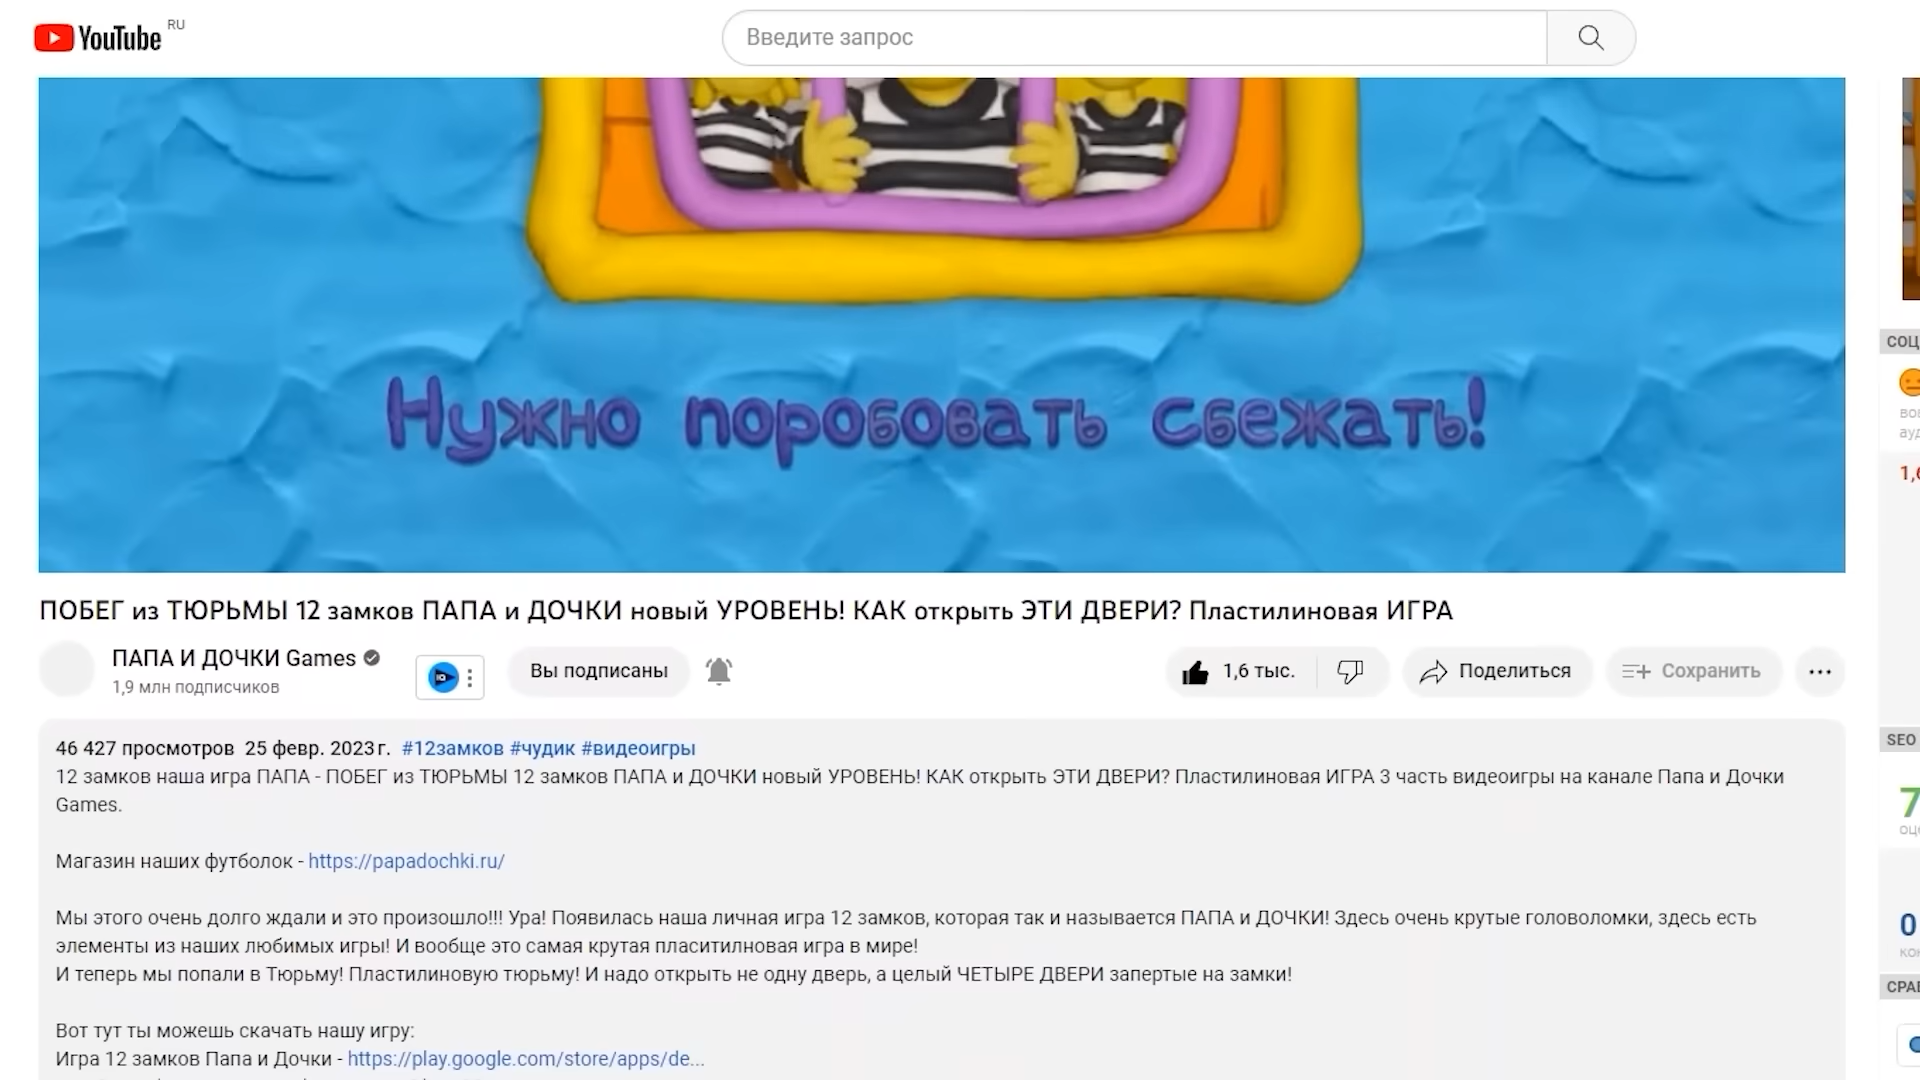 YouTube RU
Введите запрос
Нужно поробовать сбежать!
ПОБЕГ из ТЮРЬМЫ 12 замков ПАПА и ДОЧКИ новый УРОВЕНЬ! КАК открыть ЭТИ ДВЕРИ? Пластилиновая ИГРА
ПАПА И ДОЧКИ Games
1,9 млн подписчиков
Вы подписаны
1,6 тыс.
Поделиться
Сохранить
46 427 просмотров 25 февр. 2023 г. #12замков #чудик #видеоигры
12 замков наша игра ПАПА - ПОБЕГ из ТЮРЬМЫ 12 замков ПАПА и ДОЧКИ новый УРОВЕНЬ! КАК открыть ЭТИ ДВЕРИ? Пластилиновая ИГРА 3 часть видеоигры на канале Папа и Дочки
Games.
Магазин наших футболок - https://papadochki.ru/
Мы этого очень долго ждали и это произошло!!! Ура! Появилась наша личная игра 12 замков, которая так и называется ПАПА и ДОЧКИ! Здесь очень крутые головоломки, здесь есть
элементы из наших любимых игры! И вообще это самая крутая пласитилновая игра в мире!
И теперь мы попали в Тюрьму! Пластилиновую тюрьму! И надо открыть не одну дверь, а целый ЧЕТЫРЕ ДВЕРИ запертые на замки!
Вот тут ты можешь скачать нашу игру:
Игра 12 замков Папа и Дочки - https://play.google.com/store/apps/de...
SEO
7
0